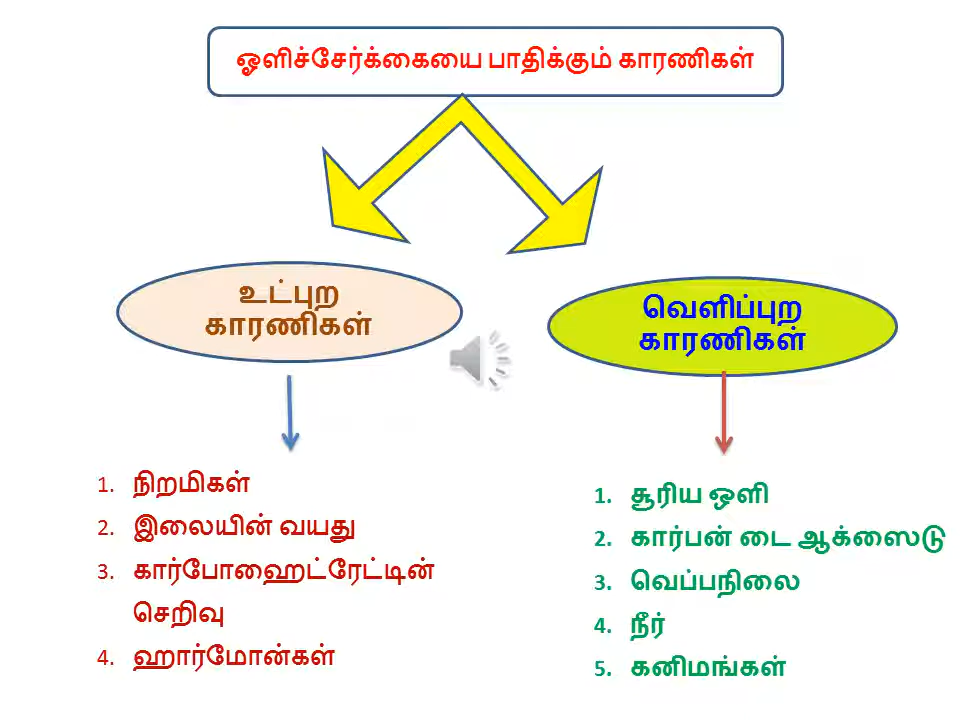 ஓளிச்சேர்க்கையை பாதிக்கும் காரணிகள்
உட்புற
காரணிகள்
வெளிப்புற
காரணிகள்
1. நிறமிகள்
2. இலையின் வயது
3. கார்போஹைட்ரேட்டின்
செறிவு
4. ஹார்மோன்கள்
1. சூரிய ஒளி
2. கார்பன் டை ஆக்ஸைடு
3. வெப்பநிலை
4. நீர்
5. கனிமங்கள்